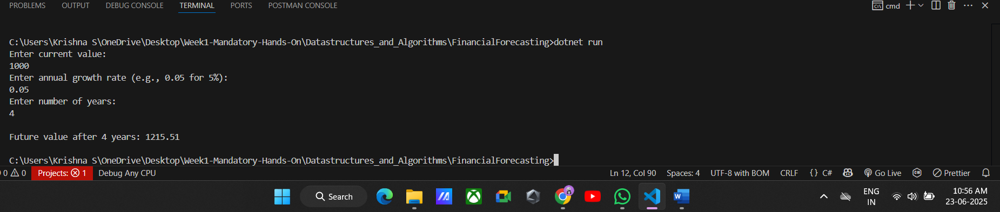 PROBLEMS OUTPUT DEBUG CONSOLE TERMINAL PORTS POSTMAN CONSOLE cmd
C:\Users\Krishna S\OneDrive\Desktop\Week1-Mandatory-Hands-On\Datastructures_and_Algorithms\FinancialForecasting>dotnet run
Enter current value:
1000
Enter annual growth rate (e.g., 0.05 for 5%):
0.05
Enter number of years:
4
Future value after 4 years: 1215.51
C:\Users\Krishna S\OneDrive\Desktop\Week1-Mandatory-Hands-On\Datastructures_and_Algorithms\FinancialForecasting>
0 0 Projects: 1 Debug Any CPU Ln 12, Col 90 Spaces: 4 UTF-8 with BOM CRLF {} C# Go Live Prettier
Search ENG 10:56 AM
IN 23-06-2025